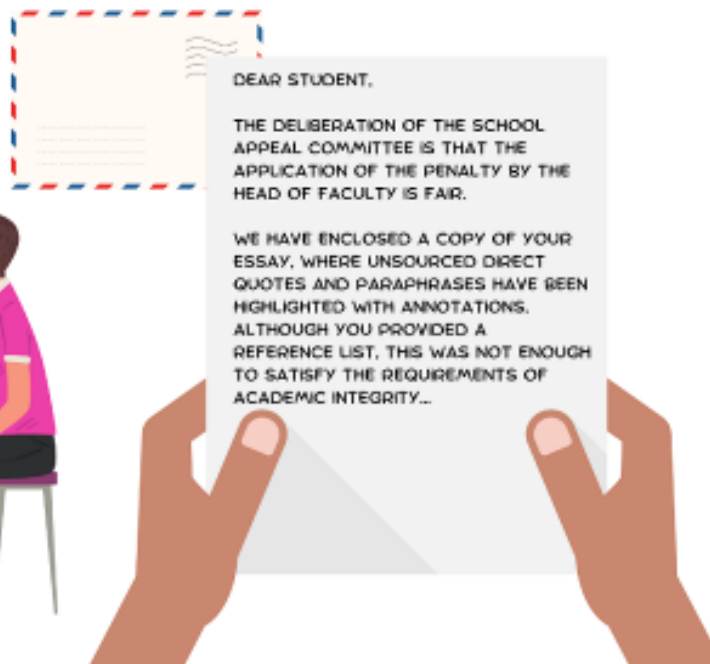 DEAR STUDENT,
THE DELIBERATION OF THE SCHOOL
APPEAL COMMITTEE IS THAT THE
APPLICATION OF THE PENALTY BY THE
HEAD OF FACULTY IS FAIR.
WE HAVE ENCLOSED A COPY OF YOUR
ESSAY, WHERE UNSOURCED DIRECT
QUOTES AND PARAPHRASES HAVE BEEN
HIGHLIGHTED WITH ANNOTATIONS.
ALTHOUGH YOU PROVIDED A
REFERENCE LIST, THIS WAS NOT ENOUGH
TO SATISFY THE REQUIREMENTS OF
ACADEMIC INTEGRITY...